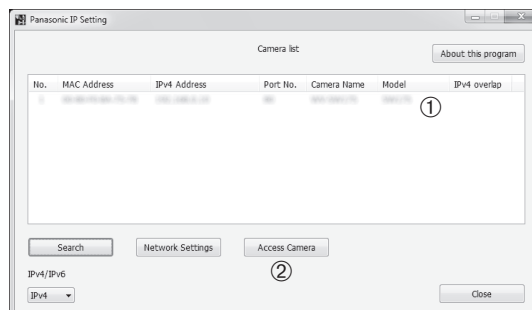 Panasonic IP Setting
Camera list
About this program
No. MAC Address IPv4 Address Port No. Camera Name Model IPv4 overlap
①
Search Network Settings Access Camera
②
IPv4/IPv6
IPv4 Close